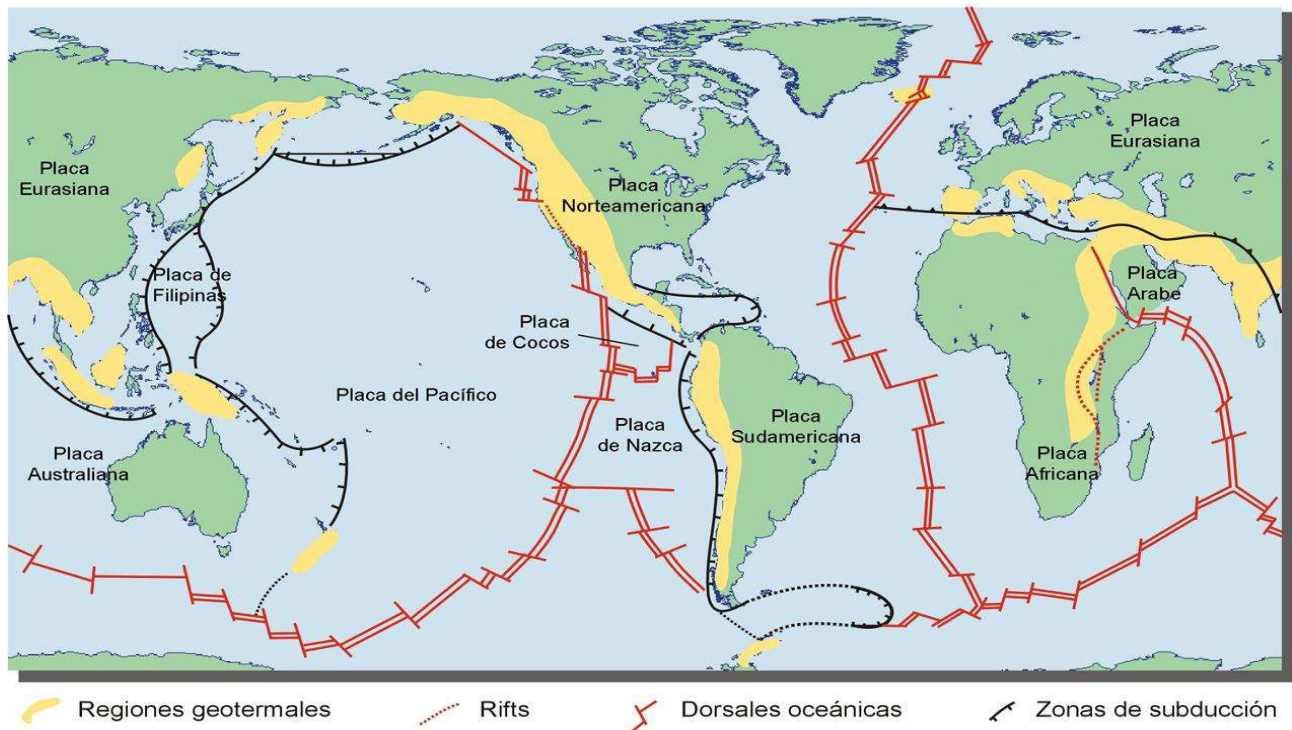 Placa
Eurasiana
Placa de
Filipinas
Placa
Australiana
Placa del Pacífico
Placa
Norteamericana
Placa
de Cocos
Placa
de Nazca
Placa
Sudamericana
Placa
Eurasiana
Placa
Arabe
Placa
Africana
Regiones geotermales
Rifts
Dorsales oceánicas
Zonas de subducción